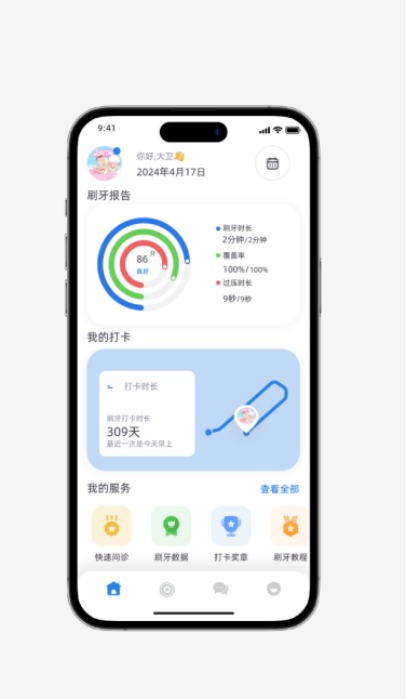 9:41
你好,大卫👋
2024年4月17日
刷牙报告
86分
良好
刷牙时长
2分钟/2分钟
覆盖率
100%/100%
过压时长
9秒/9秒
我的打卡
打卡时长
刷牙打卡时长
309天
最近一次是今天早上
我的服务
查看全部
快速问诊
刷牙数据
打卡奖章
刷牙教程